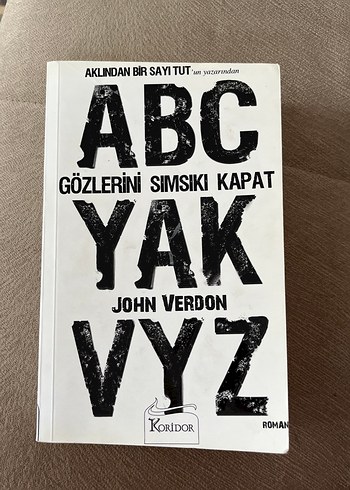 AKLINDAN BİR SAYI TUT'un yazarından
ABC
GÖZLERİNİ SIMSIKI KAPAT
YAK
JOHN VERDON
VYZ
ROMAN
KORİDOR